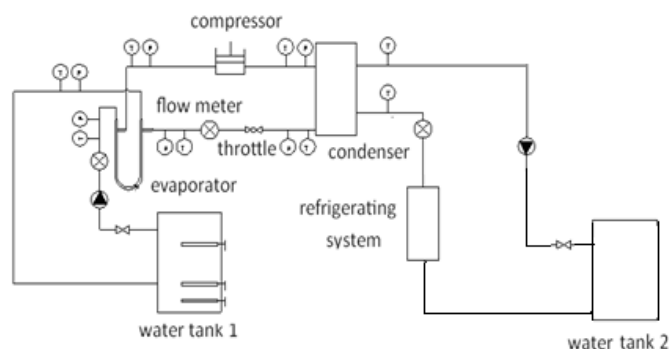 compressor
flow meter
throttle
condenser
evaporator
refrigerating
system
water tank 1
water tank 2